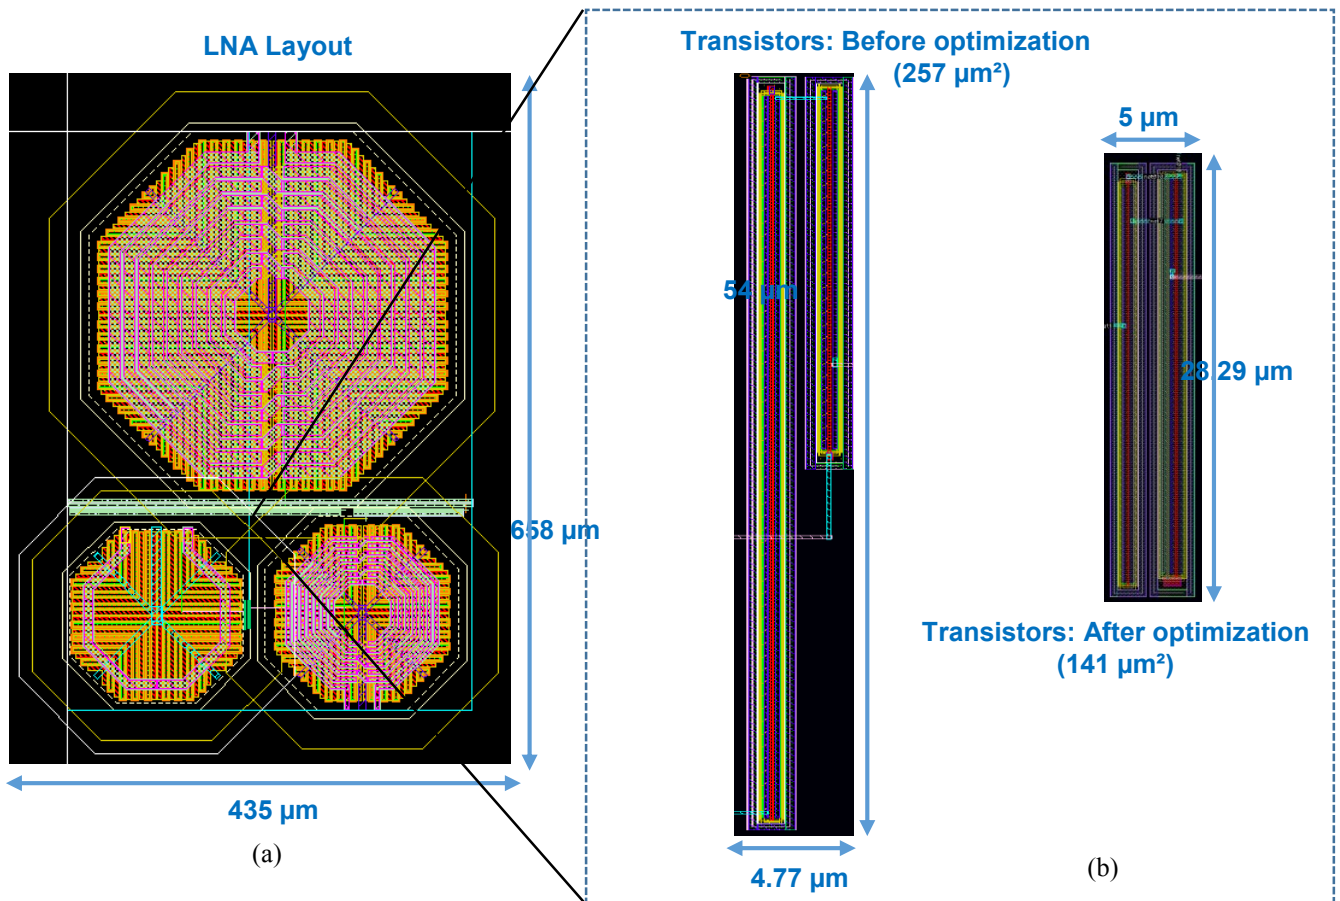 LNA Layout
658 µm
435 µm
(a)
Transistors: Before optimization
(257 µm²)
54 µm
4.77 µm
5 µm
28.29 µm
Transistors: After optimization
(141 µm²)
(b)